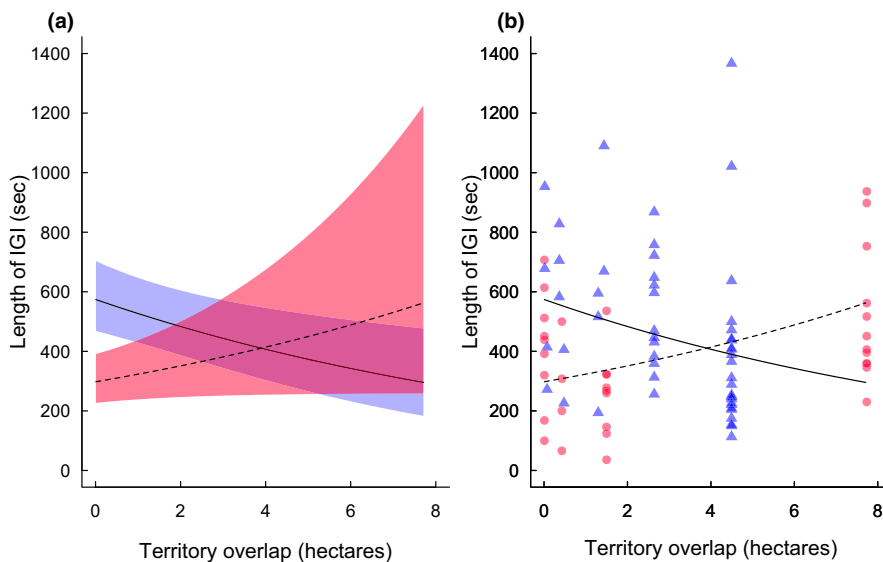 (a)
1400
1200
1000
800
600
400
200
0
Length of IGI (sec)
0 2 4 6 8
Territory overlap (hectares)
(b)
1400
1200
1000
800
600
400
200
0
Length of IGI (sec)
0 2 4 6 8
Territory overlap (hectares)